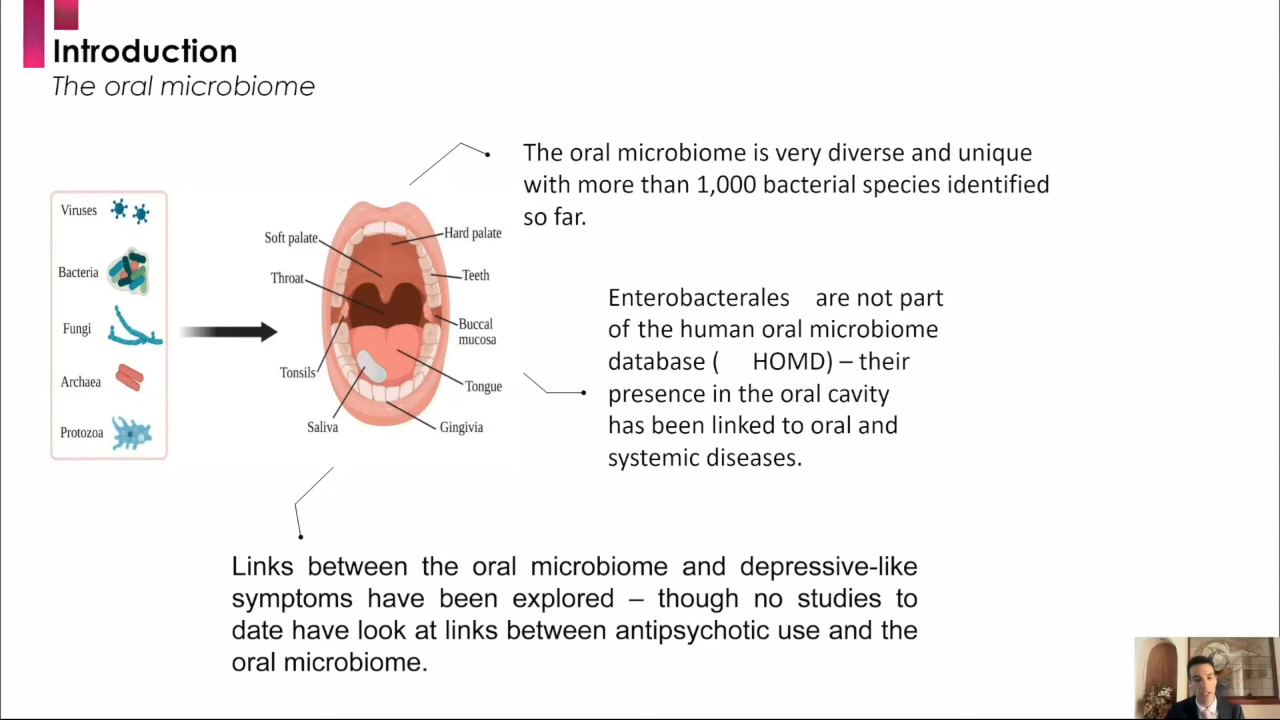 Introduction
The oral microbiome
The oral microbiome is very diverse and unique
with more than 1,000 bacterial species identified
so far.
Viruses
Bacteria
Fungi
Archaea
Protozoa
Soft palate
Throat
Tonsils
Saliva
Hard palate
Teeth
Buccal
mucosa
Tongue
Gingivia
Enterobacterales are not part
of the human oral microbiome
database ( HOMD) – their
presence in the oral cavity
has been linked to oral and
systemic diseases.
Links between the oral microbiome and depressive-like
symptoms have been explored – though no studies to
date have look at links between antipsychotic use and the
oral microbiome.